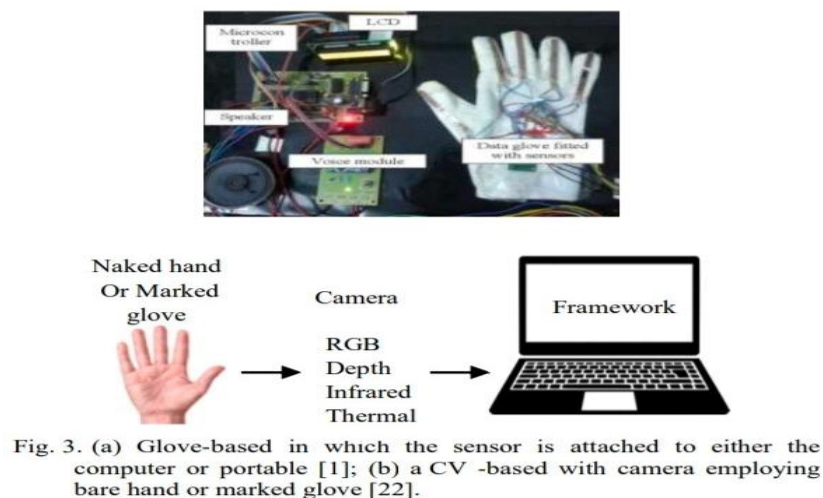 LCD
Microcon
troller
Speaker
Voice module
Data glove fitted
with sensors
Naked hand
Or Marked
glove
Camera
RGB
Depth
Infrared
Thermal
Framework
Fig. 3. (a) Glove-based in which the sensor is attached to either the
computer or portable [1]; (b) a CV -based with camera employing
bare hand or marked glove [22].